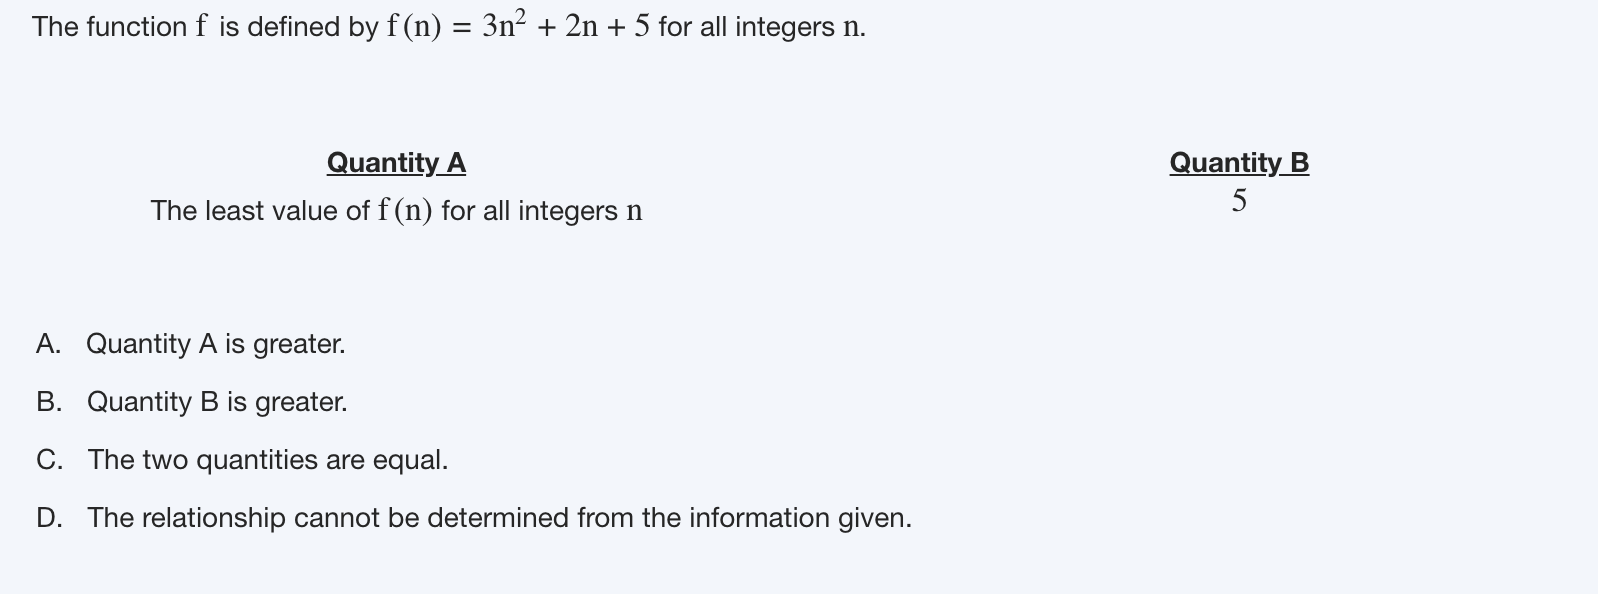 The function f is defined by f (n) = 3n² + 2n + 5 for all integers n.
Quantity A
The least value of f (n) for all integers n
Quantity B
5
A. Quantity A is greater.
B. Quantity B is greater.
C. The two quantities are equal.
D. The relationship cannot be determined from the information given.